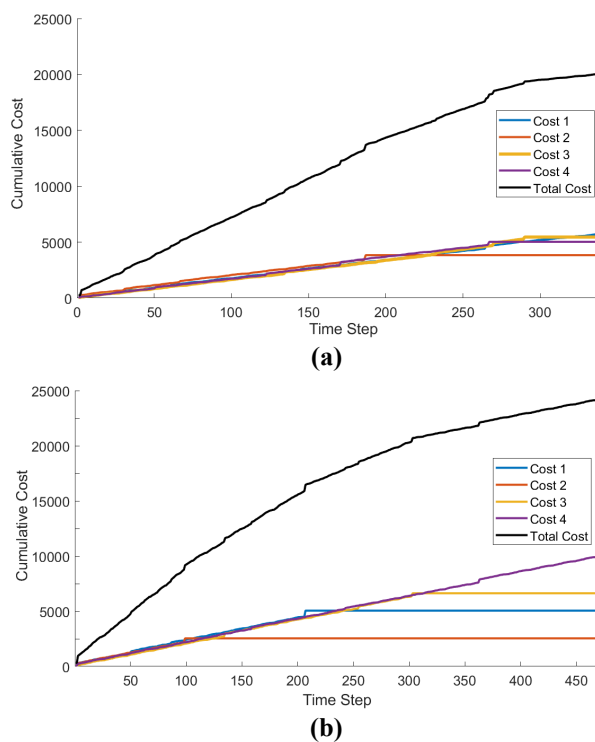 25000
20000
15000
10000
5000
0
Cumulative Cost
Cost 1
Cost 2
Cost 3
Cost 4
Total Cost
0 50 100 150 200 250 300
Time Step
(a)
25000
20000
15000
10000
5000
0
Cumulative Cost
Cost 1
Cost 2
Cost 3
Cost 4
Total Cost
50 100 150 200 250 300 350 400 450
Time Step
(b)